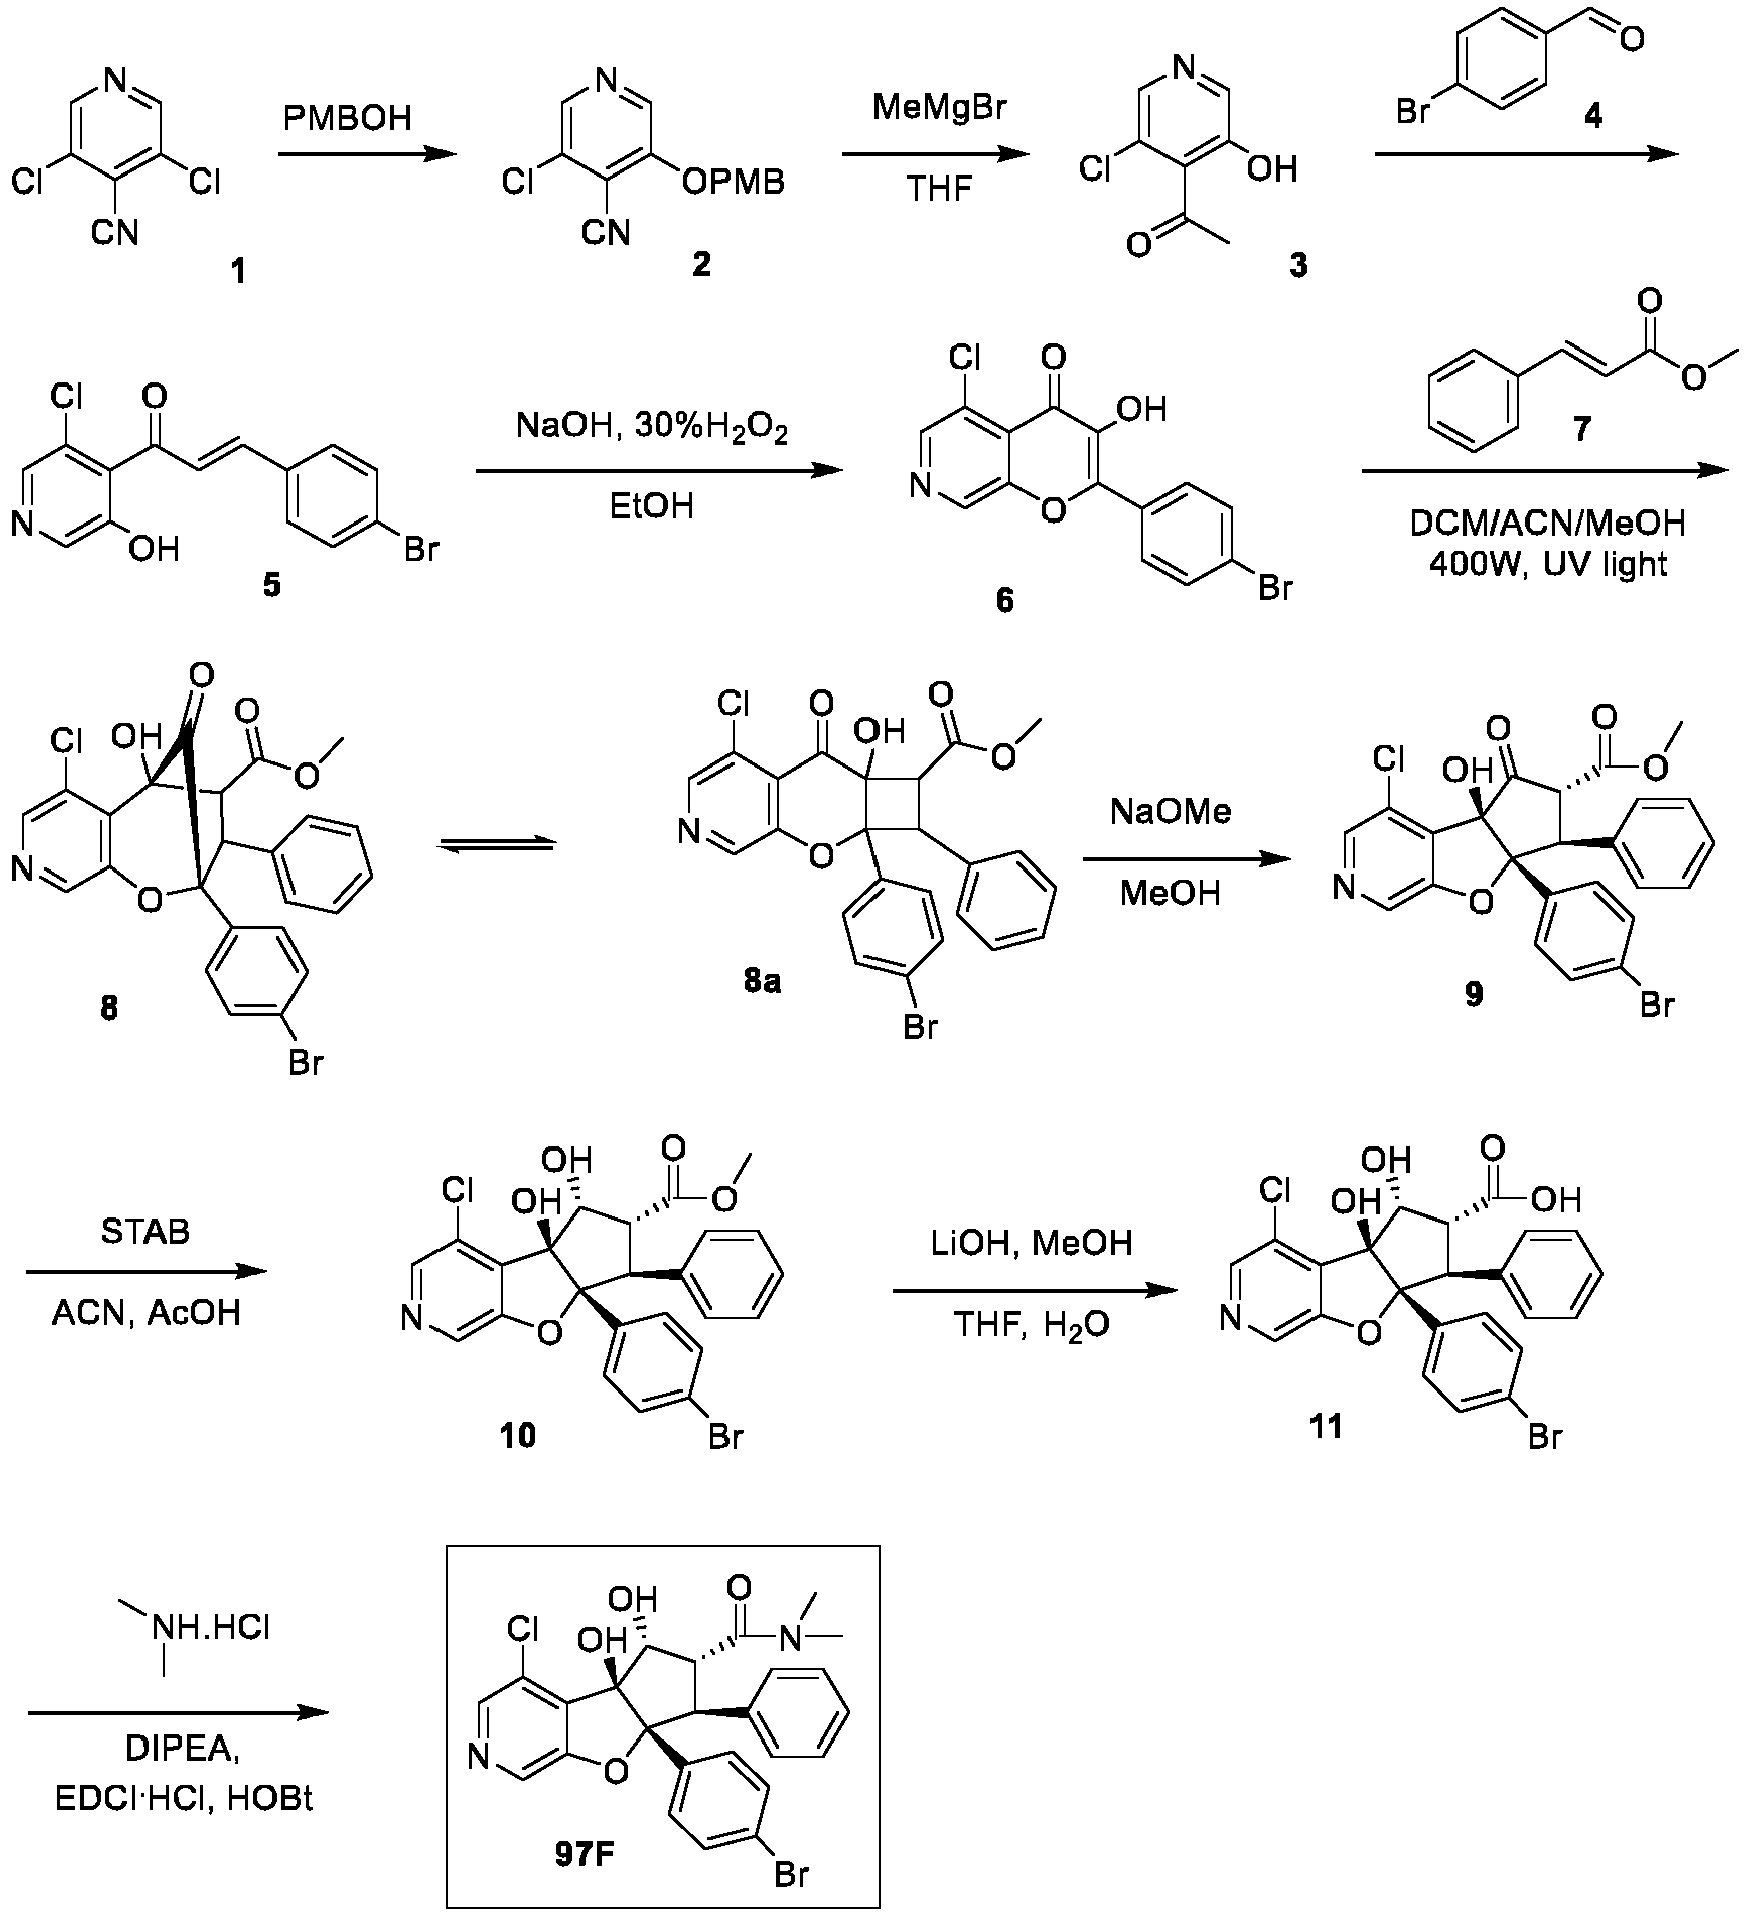 N
Cl
Cl
CN
1
PMBOH
N
Cl
OPMB
CN
2
MeMgBr
THF
N
Cl
OH
O
3
O
Br
4
Cl
O
N
OH
Br
5
NaOH, 30%H₂O₂
EtOH
Cl
O
OH
N
O
Br
6
O
O
7
DCM/ACN/MeOH
400W, UV light
O
OH
O
Cl
O
N
O
Br
8
Cl
O
OH
O
O
N
O
Br
8a
NaOMe
MeOH
Cl
OH
O
O
O
N
O
Br
9
STAB
ACN, AcOH
OH
O
Cl
OH
O
N
O
Br
10
LiOH, MeOH
THF, H₂O
OH
O
Cl
OH
OH
N
O
Br
11
NH.HCl
DIPEA,
EDCl·HCl, HOBt
OH
O
Cl
OH
N
N
O
Br
97F